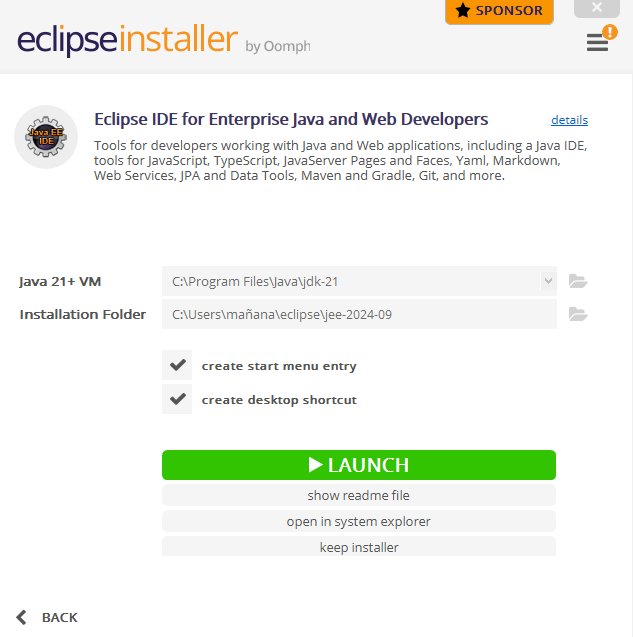 SPONSOR
eclipseinstaller by Oomph
!
Java EE
IDE
Eclipse IDE for Enterprise Java and Web Developers details
Tools for developers working with Java and Web applications, including a Java IDE,
tools for JavaScript, TypeScript, JavaServer Pages and Faces, Yaml, Markdown,
Web Services, JPA and Data Tools, Maven and Gradle, Git, and more.
Java 21+ VM C:\Program Files\Java\jdk-21
Installation Folder C:\Users\mañana\eclipse\jee-2024-09
create start menu entry
create desktop shortcut
LAUNCH
show readme file
open in system explorer
keep installer
BACK